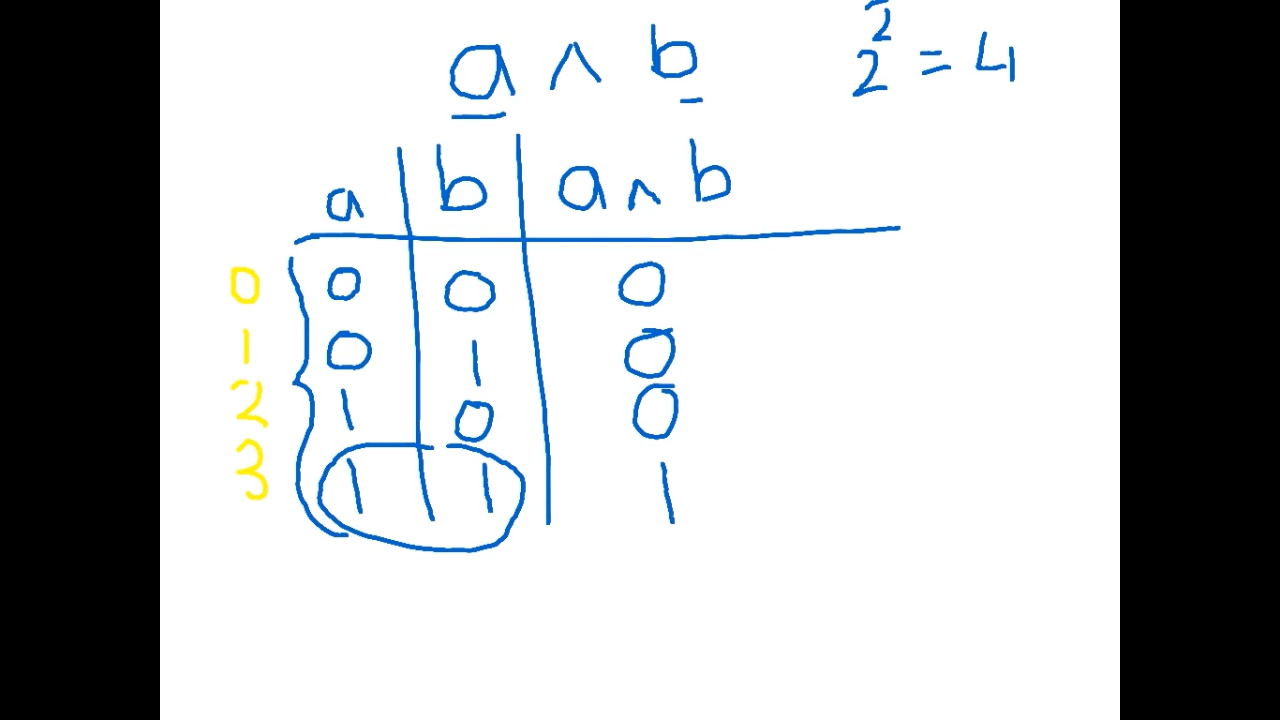 a ∧ b 2² = 4
a b a ∧ b
0 0 0 0
1 0 1 0
2 1 0 0
3 1 1 1